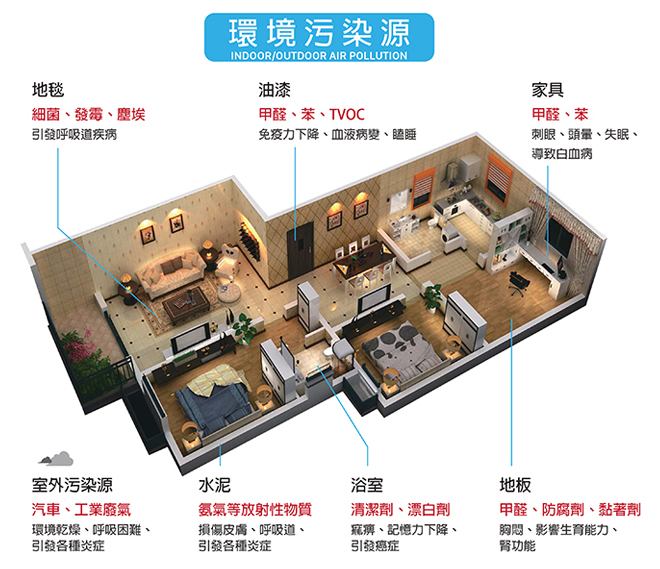 環境污染源
INDOOR/OUTDOOR AIR POLLUTION
地毯
細菌、發霉、塵埃
引發呼吸道疾病
油漆
甲醛、苯、TVOC
免疫力下降、血液病變、瞌睡
家具
甲醛、苯
刺眼、頭暈、失眠、
導致白血病
室外污染源
汽車、工業廢氣
環境乾燥、呼吸困難、
引發各種炎症
水泥
氨氣等放射性物質
損傷皮膚、呼吸道、
引發各種炎症
浴室
清潔劑、漂白劑
窺痹、記憶力下降、
引發癌症
地板
甲醛、防腐劑、黏著劑
胸悶、影響生育能力、
腎功能